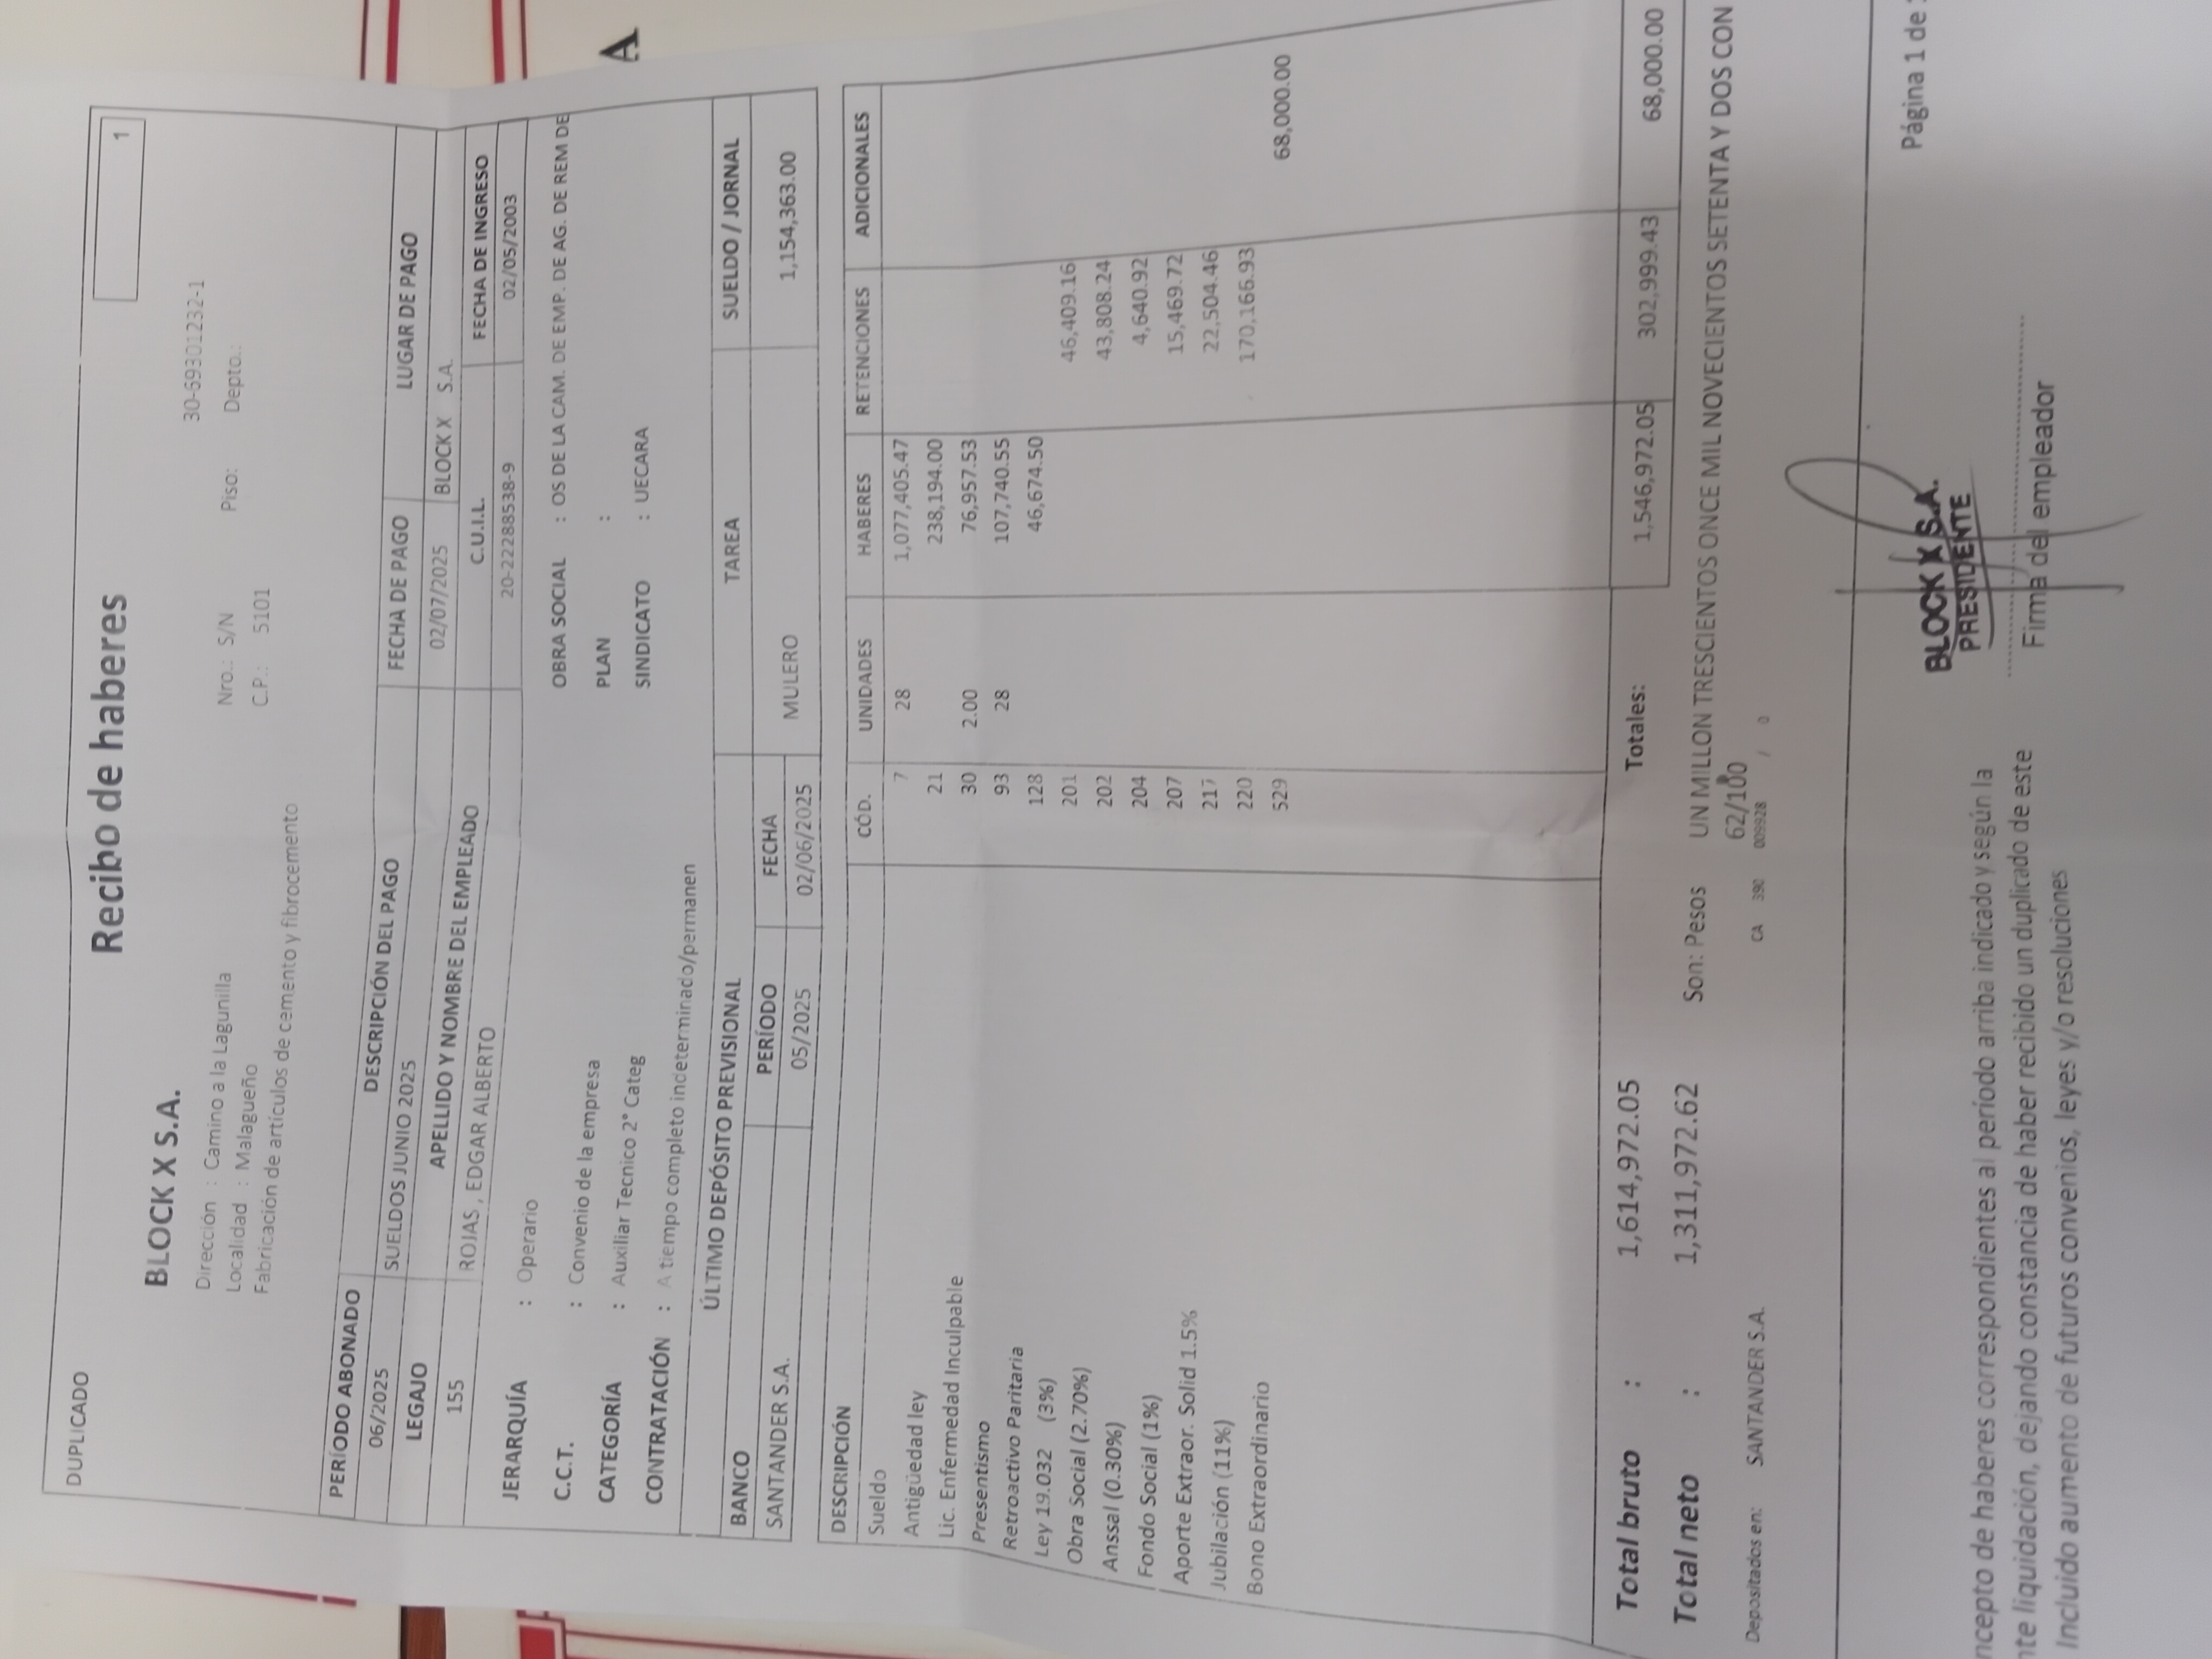 DUPLICADO
Recibo de haberes
1
BLOCK X S.A.
30-69301232-1
Dirección : Camino a la Lagunilla Nro.: S/N Piso: Depto.:
Localidad : Malagueño C.P.: 5101
Fabricación de artículos de cemento y fibrocemento
PERÍODO ABONADO DESCRIPCIÓN DEL PAGO FECHA DE PAGO LUGAR DE PAGO
06/2025 SUELDOS JUNIO 2025 02/07/2025 BLOCK X S.A.
LEGAJO APELLIDO Y NOMBRE DEL EMPLEADO C.U.I.L. FECHA DE INGRESO
155 ROJAS , EDGAR ALBERTO 20-22288538-9 02/05/2003
JERARQUÍA : Operario OBRA SOCIAL : OS DE LA CAM. DE EMP. DE AG. DE REM DE
C.C.T. : Convenio de la empresa PLAN :
CATEGORÍA : Auxiliar Tecnico 2° Categ SINDICATO : UECARA
CONTRATACIÓN : A tiempo completo indeterminado/permanen
A
ÚLTIMO DEPÓSITO PREVISIONAL TAREA SUELDO / JORNAL
BANCO PERÍODO FECHA
SANTANDER S.A. 05/2025 02/06/2025 MULERO 1,154,363.00
DESCRIPCIÓN CÓD. UNIDADES HABERES RETENCIONES ADICIONALES
Sueldo 7 28 1,077,405.47
Antigüedad ley 21 238,194.00
Lic. Enfermedad Inculpable 30 2.00 76,957.53
Presentismo 93 28 107,740.55
Retroactivo Paritaria 128 46,674.50
Ley 19.032 (3%) 201 46,409.16
Obra Social (2.70%) 202 43,808.24
Anssal (0.30%) 204 4,640.92
Fondo Social (1%) 207 15,469.72
Aporte Extraor. Solid 1.5% 217 22,504.46
Jubilación (11%) 220 170,166.93
Bono Extraordinario 529 68,000.00
Total bruto : 1,614,972.05 Totales: 1,546,972.05 302,999.43 68,000.00
Total neto : 1,311,972.62 Son: Pesos UN MILLON TRESCIENTOS ONCE MIL NOVECIENTOS SETENTA Y DOS CON
62/100
Depositados en: SANTANDER S.A. CA 390 009928 / 0
Página 1 de
BLOCK X S.A.
PRESIDENTE
Firma del empleador
ncepto de haberes correspondientes al período arriba indicado y según la
nte liquidación, dejando constancia de haber recibido un duplicado de este
Incluido aumento de futuros convenios, leyes y/o resoluciones